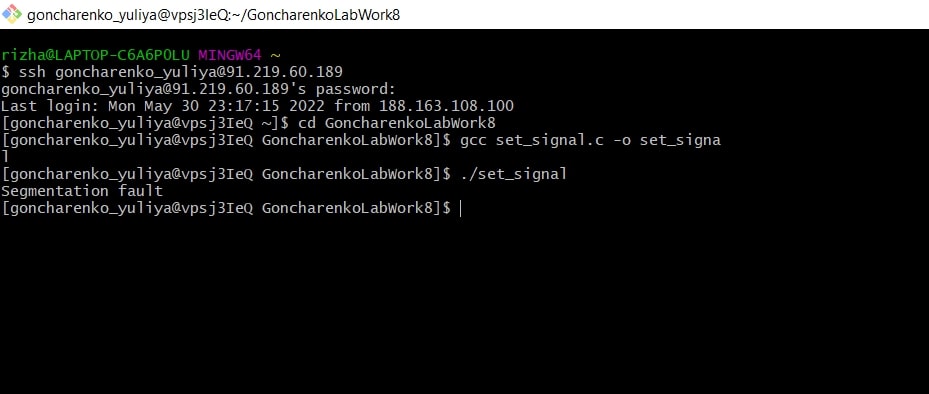 goncharenko_yuliya@vpsj3IeQ:~/GoncharenkoLabWork8
rizha@LAPTOP-C6A6P0LU MINGW64 ~
$ ssh goncharenko_yuliya@91.219.60.189
goncharenko_yuliya@91.219.60.189's password:
Last login: Mon May 30 23:17:15 2022 from 188.163.108.100
[goncharenko_yuliya@vpsj3IeQ ~]$ cd GoncharenkoLabWork8
[goncharenko_yuliya@vpsj3IeQ GoncharenkoLabWork8]$ gcc set_signal.c -o set_signa
l
[goncharenko_yuliya@vpsj3IeQ GoncharenkoLabWork8]$ ./set_signal
Segmentation fault
[goncharenko_yuliya@vpsj3IeQ GoncharenkoLabWork8]$